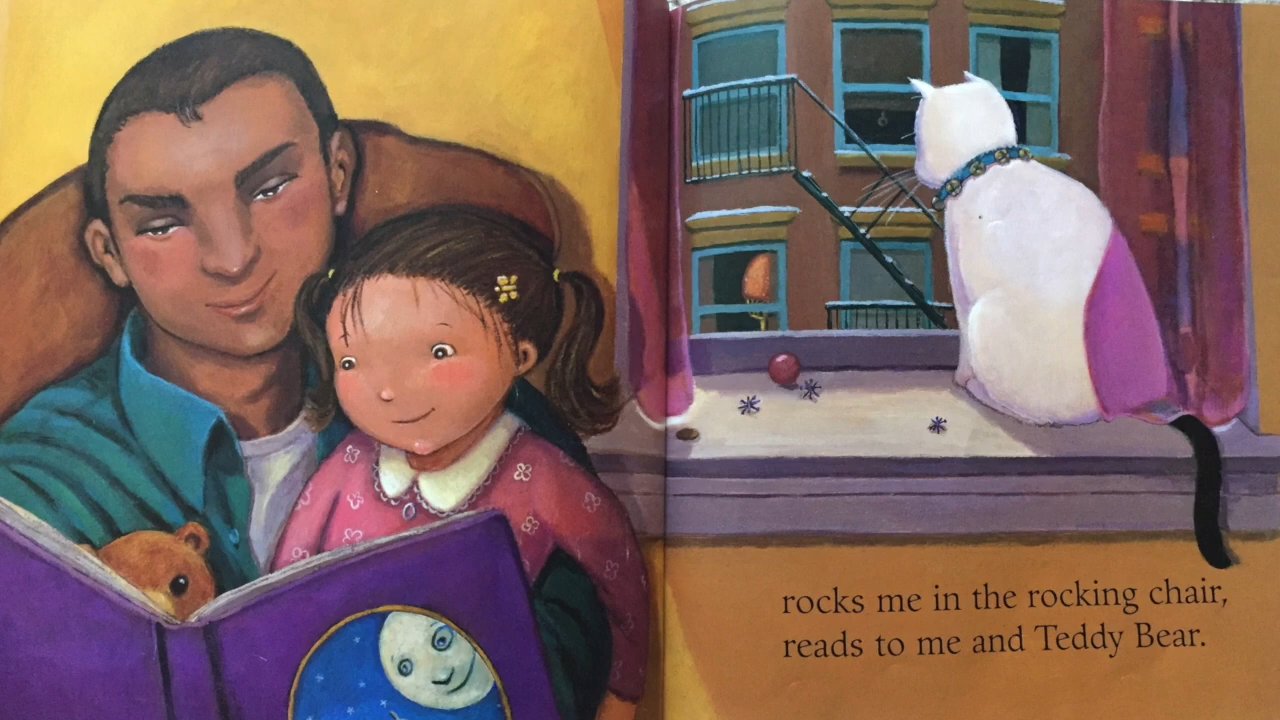 rocks me in the rocking chair,
reads to me and Teddy Bear.